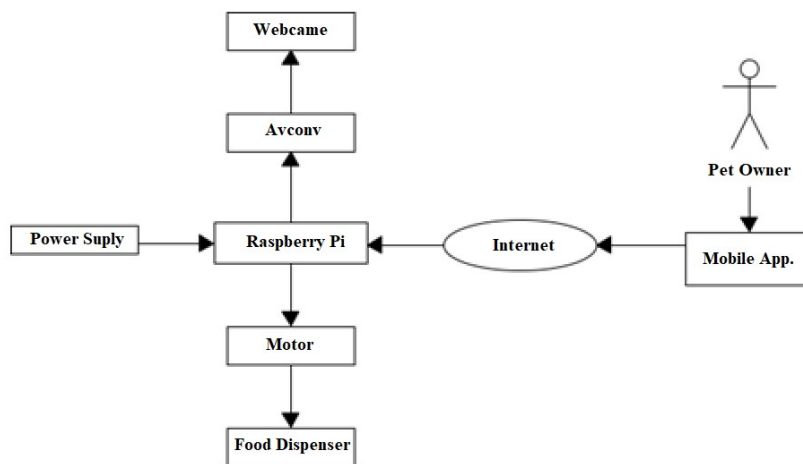 Webcame
Avconv
Pet Owner
Power Suply
Raspberry Pi
Internet
Mobile App.
Motor
Food Dispenser